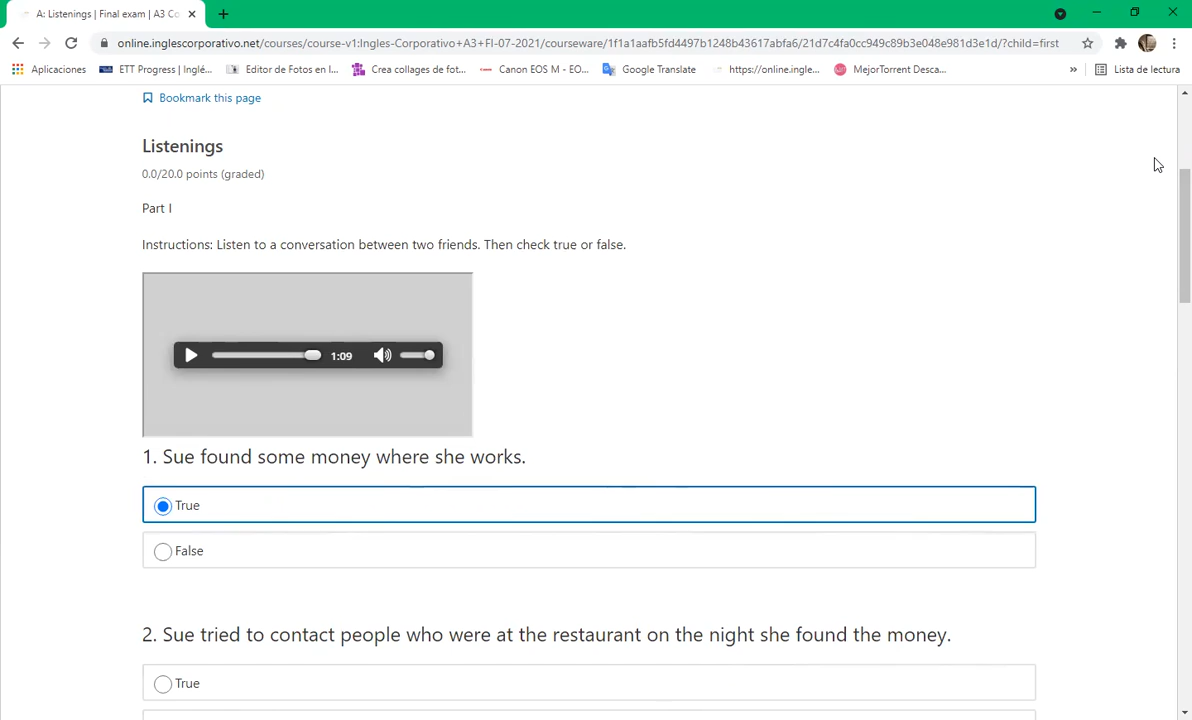 A: Listenings | Final exam | A3 Co
online.inglescorporativo.net/courses/course-v1:Ingles-Corporativo+A3+FI-07-2021/courseware/1f1a1aafb5fd4497b1248b43617abfa6/21d7c4fa0cc949c89b3e048e981d3e1d/?child=first
Aplicaciones
ETT Progress | Inglé...
Editor de Fotos en l...
Crea collages de fot...
Canon EOS M - EO...
Google Translate
https://online.ingle...
MejorTorrent Desca...
»
Lista de lectura
Bookmark this page
Listenings
0.0/20.0 points (graded)
Part I
Instructions: Listen to a conversation between two friends. Then check true or false.
1:09
1. Sue found some money where she works.
True
False
2. Sue tried to contact people who were at the restaurant on the night she found the money.
True